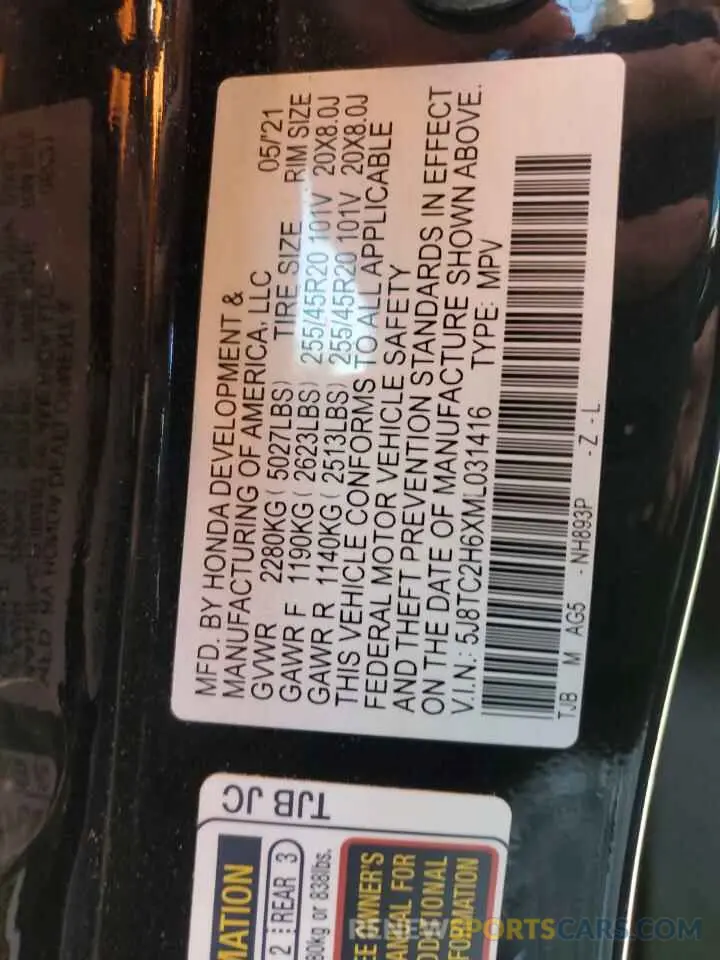 MFD. BY HONDA DEVELOPMENT &
MANUFACTURING OF AMERICA, LLC 05/'21
GVWR 2280KG ( 5027LBS) TIRE SIZE RIM SIZE
GAWR F 1190KG ( 2623LBS) 255/45R20 101V 20X8.0J
GAWR R 1140KG ( 2513LBS) 255/45R20 101V 20X8.0J
THIS VEHICLE CONFORMS TO ALL APPLICABLE
FEDERAL MOTOR VEHICLE SAFETY
AND THEFT PREVENTION STANDARDS IN EFFECT
ON THE DATE OF MANUFACTURE SHOWN ABOVE.
V.I.N.: 5J8TC2H6XML031416 TYPE: MPV
TJB M AG5 - NH893P - Z - L
TJB JC
MATION
2 REAR 3
80kg or 838lbs.
EE OWNER'S
ANUAL FOR
DDITIONAL
FORMATION
RENEWSPORTSCARS.COM